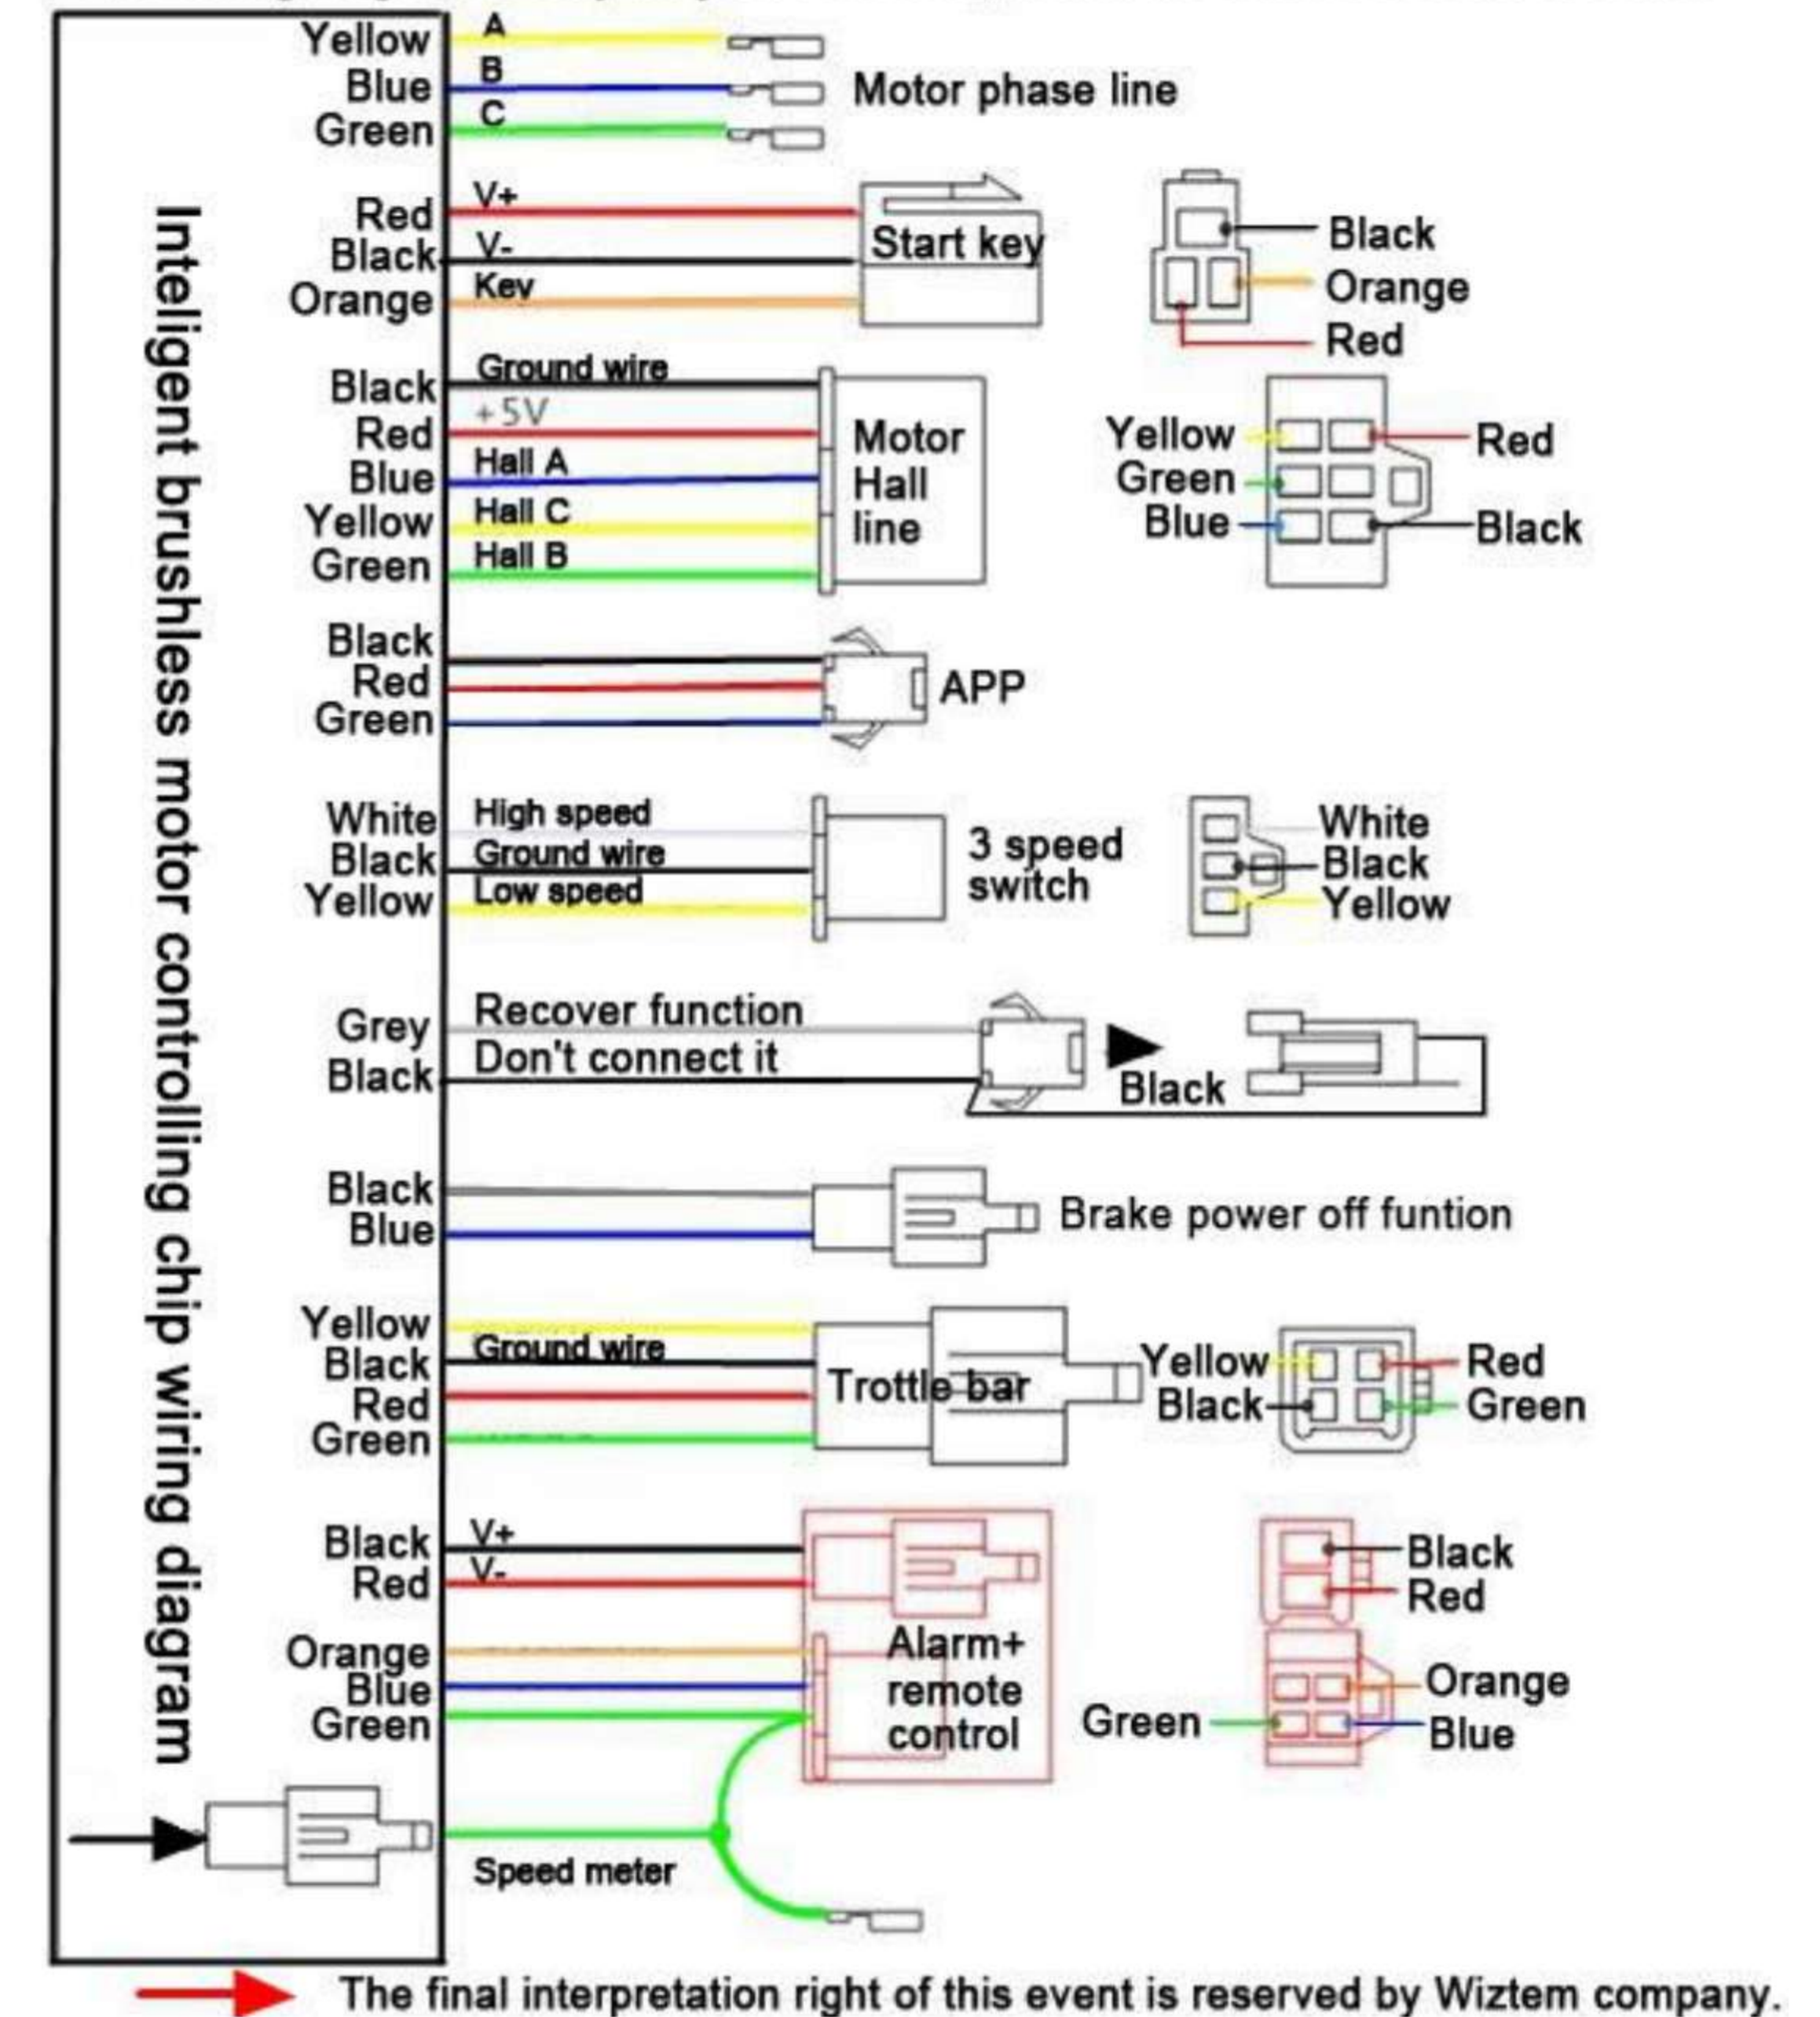 Yellow A
Blue B Motor phase line
Green C
Red V+
Black V- Start key
Orange Key
Black
Orange
Red
Black Ground wire
Red +5V
Blue Hall A
Yellow Hall C
Green Hall B
Motor
Hall
line
Yellow Red
Green
Blue Black
Black
Red APP
Green
White High speed
Black Ground wire
Yellow Low speed
3 speed
switch
White
Black
Yellow
Grey Recover function
Black Don't connect it
Black
Black
Blue
Brake power off funtion
Yellow
Black Ground wire
Red Trottle bar
Green
Yellow Red
Black Green
Black V+
Red V-
Orange
Blue
Green
Alarm+
remote
control
Black
Red
Orange
Green Blue
Speed meter
Inteligent brushless motor controlling chip wiring diagram
The final interpretation right of this event is reserved by Wiztem company.